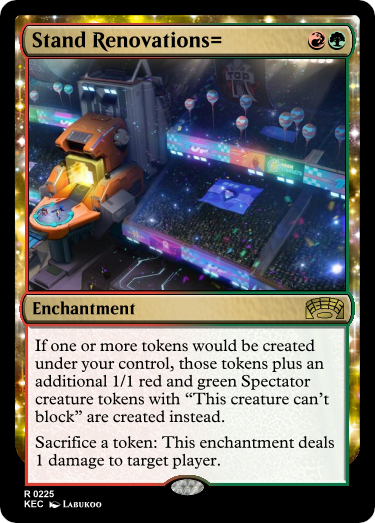 Stand Renovations=
Enchantment
If one or more tokens would be created
under your control, those tokens plus an
additional 1/1 red and green Spectator
creature tokens with “This creature can’t
block” are created instead.
Sacrifice a token: This enchantment deals
1 damage to target player.
R 0225
KEC LABUKOO